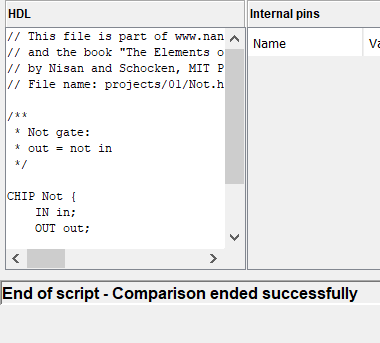 HDL
Internal pins
// This file is part of www.nan
// and the book "The Elements o
// by Nisan and Schocken, MIT P
// File name: projects/01/Not.h
/**
* Not gate:
* out = not in
*/
CHIP Not {
IN in;
OUT out;
Name
Va
End of script - Comparison ended successfully